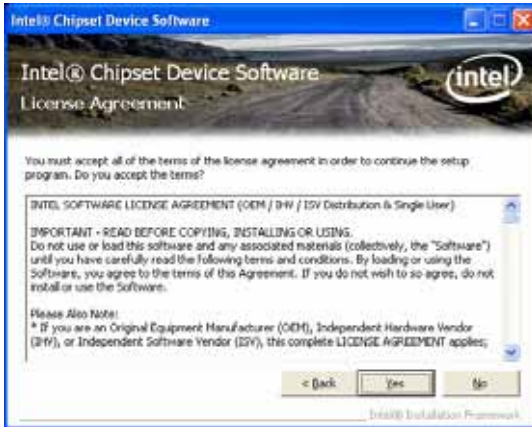 Intel® Chipset Device Software
Intel® Chipset Device Software
intel
License Agreement
You must accept all of the terms of the license agreement in order to continue the setup
program. Do you accept the terms?
INTEL SOFTWARE LICENSE AGREEMENT (OEM / IHV / ISV Distribution & Single User)
IMPORTANT - READ BEFORE COPYING, INSTALLING OR USING.
Do not use or load this software and any associated materials (collectively, the "Software")
until you have carefully read the following terms and conditions. By loading or using the
Software, you agree to the terms of this Agreement. If you do not wish to so agree, do not
install or use the Software.
Please Also Note:
* If you are an Original Equipment Manufacturer (OEM), Independent Hardware Vendor
(IHV), or Independent Software Vendor (ISV), this complete LICENSE AGREEMENT applies;
< Back Yes No
Intel® Installation Framework